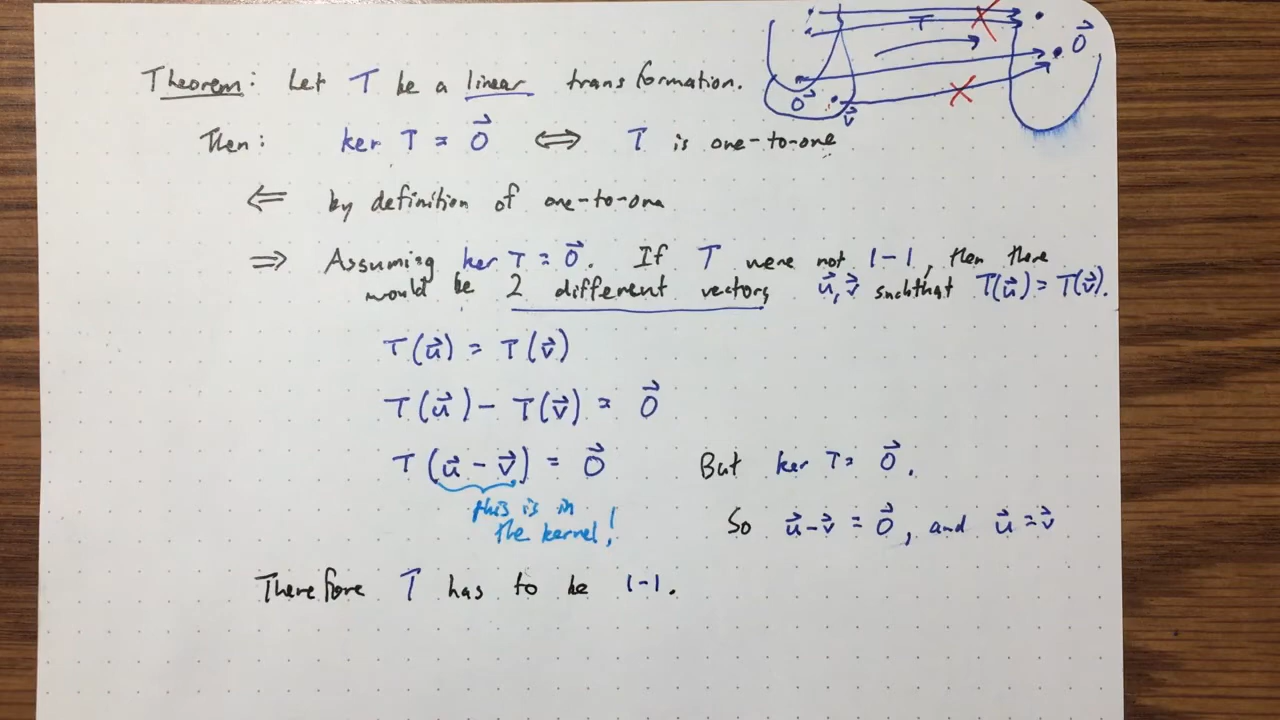 Theorem: Let T be a linear transformation.
T
0⃗
0⃗
v⃗
Then: ker T = 0⃗ ⟺ T is one-to-one
⟸ by definition of one-to-one
⟹ Assuming ker T = 0⃗. If T were not 1-1, then there
would be 2 different vectors u⃗, v⃗ such that T(u⃗) = T(v⃗).
T(u⃗) = T(v⃗)
T(u⃗) - T(v⃗) = 0⃗
T(u⃗ - v⃗) = 0⃗ But ker T = 0⃗.
this is in
the kernel!
So u⃗ - v⃗ = 0⃗, and u⃗ = v⃗
Therefore T has to be 1-1.